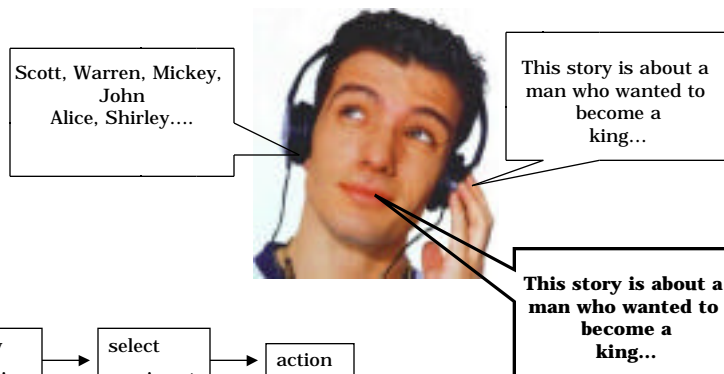 Scott, Warren, Mickey,
John
Alice, Shirley....
This story is about a
man who wanted to
become a
king...
This story is about a
man who wanted to
become a
king...
select
action